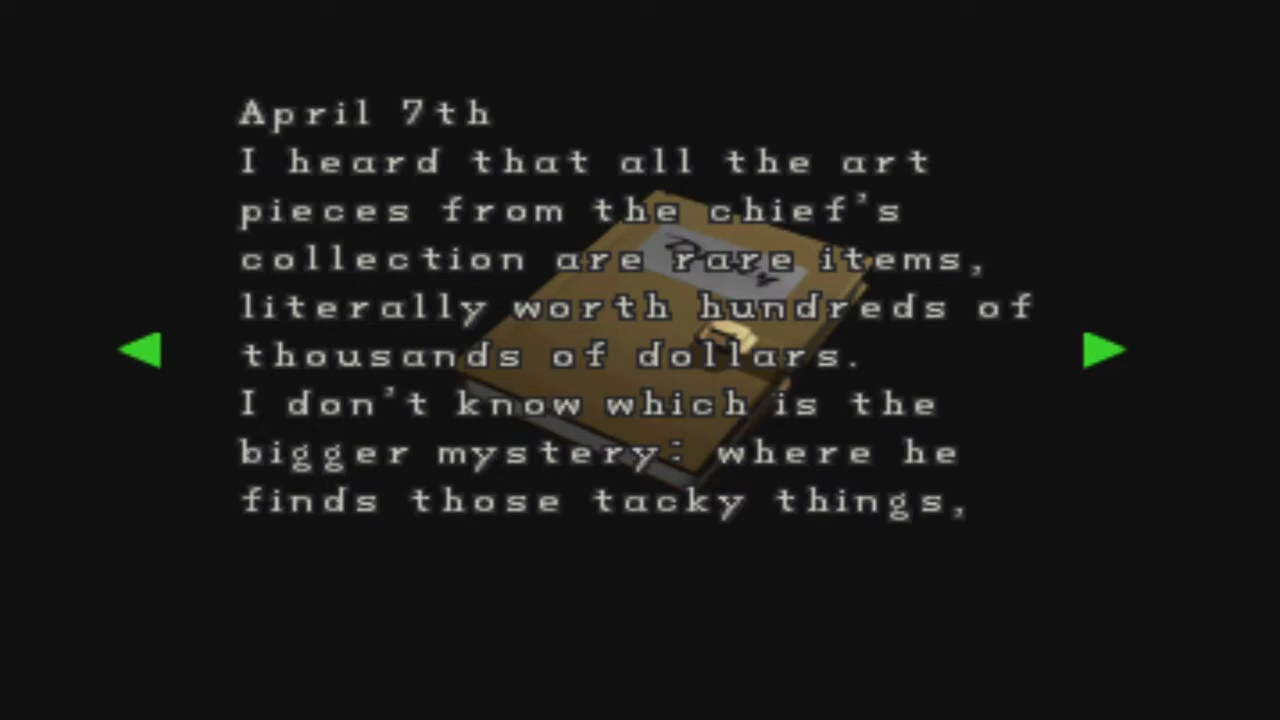 April 7th
I heard that all the art
pieces from the chief's
collection are rare items,
literally worth hundreds of
thousands of dollars.
I don't know which is the
bigger mystery: where he
finds those tacky things,
Diary